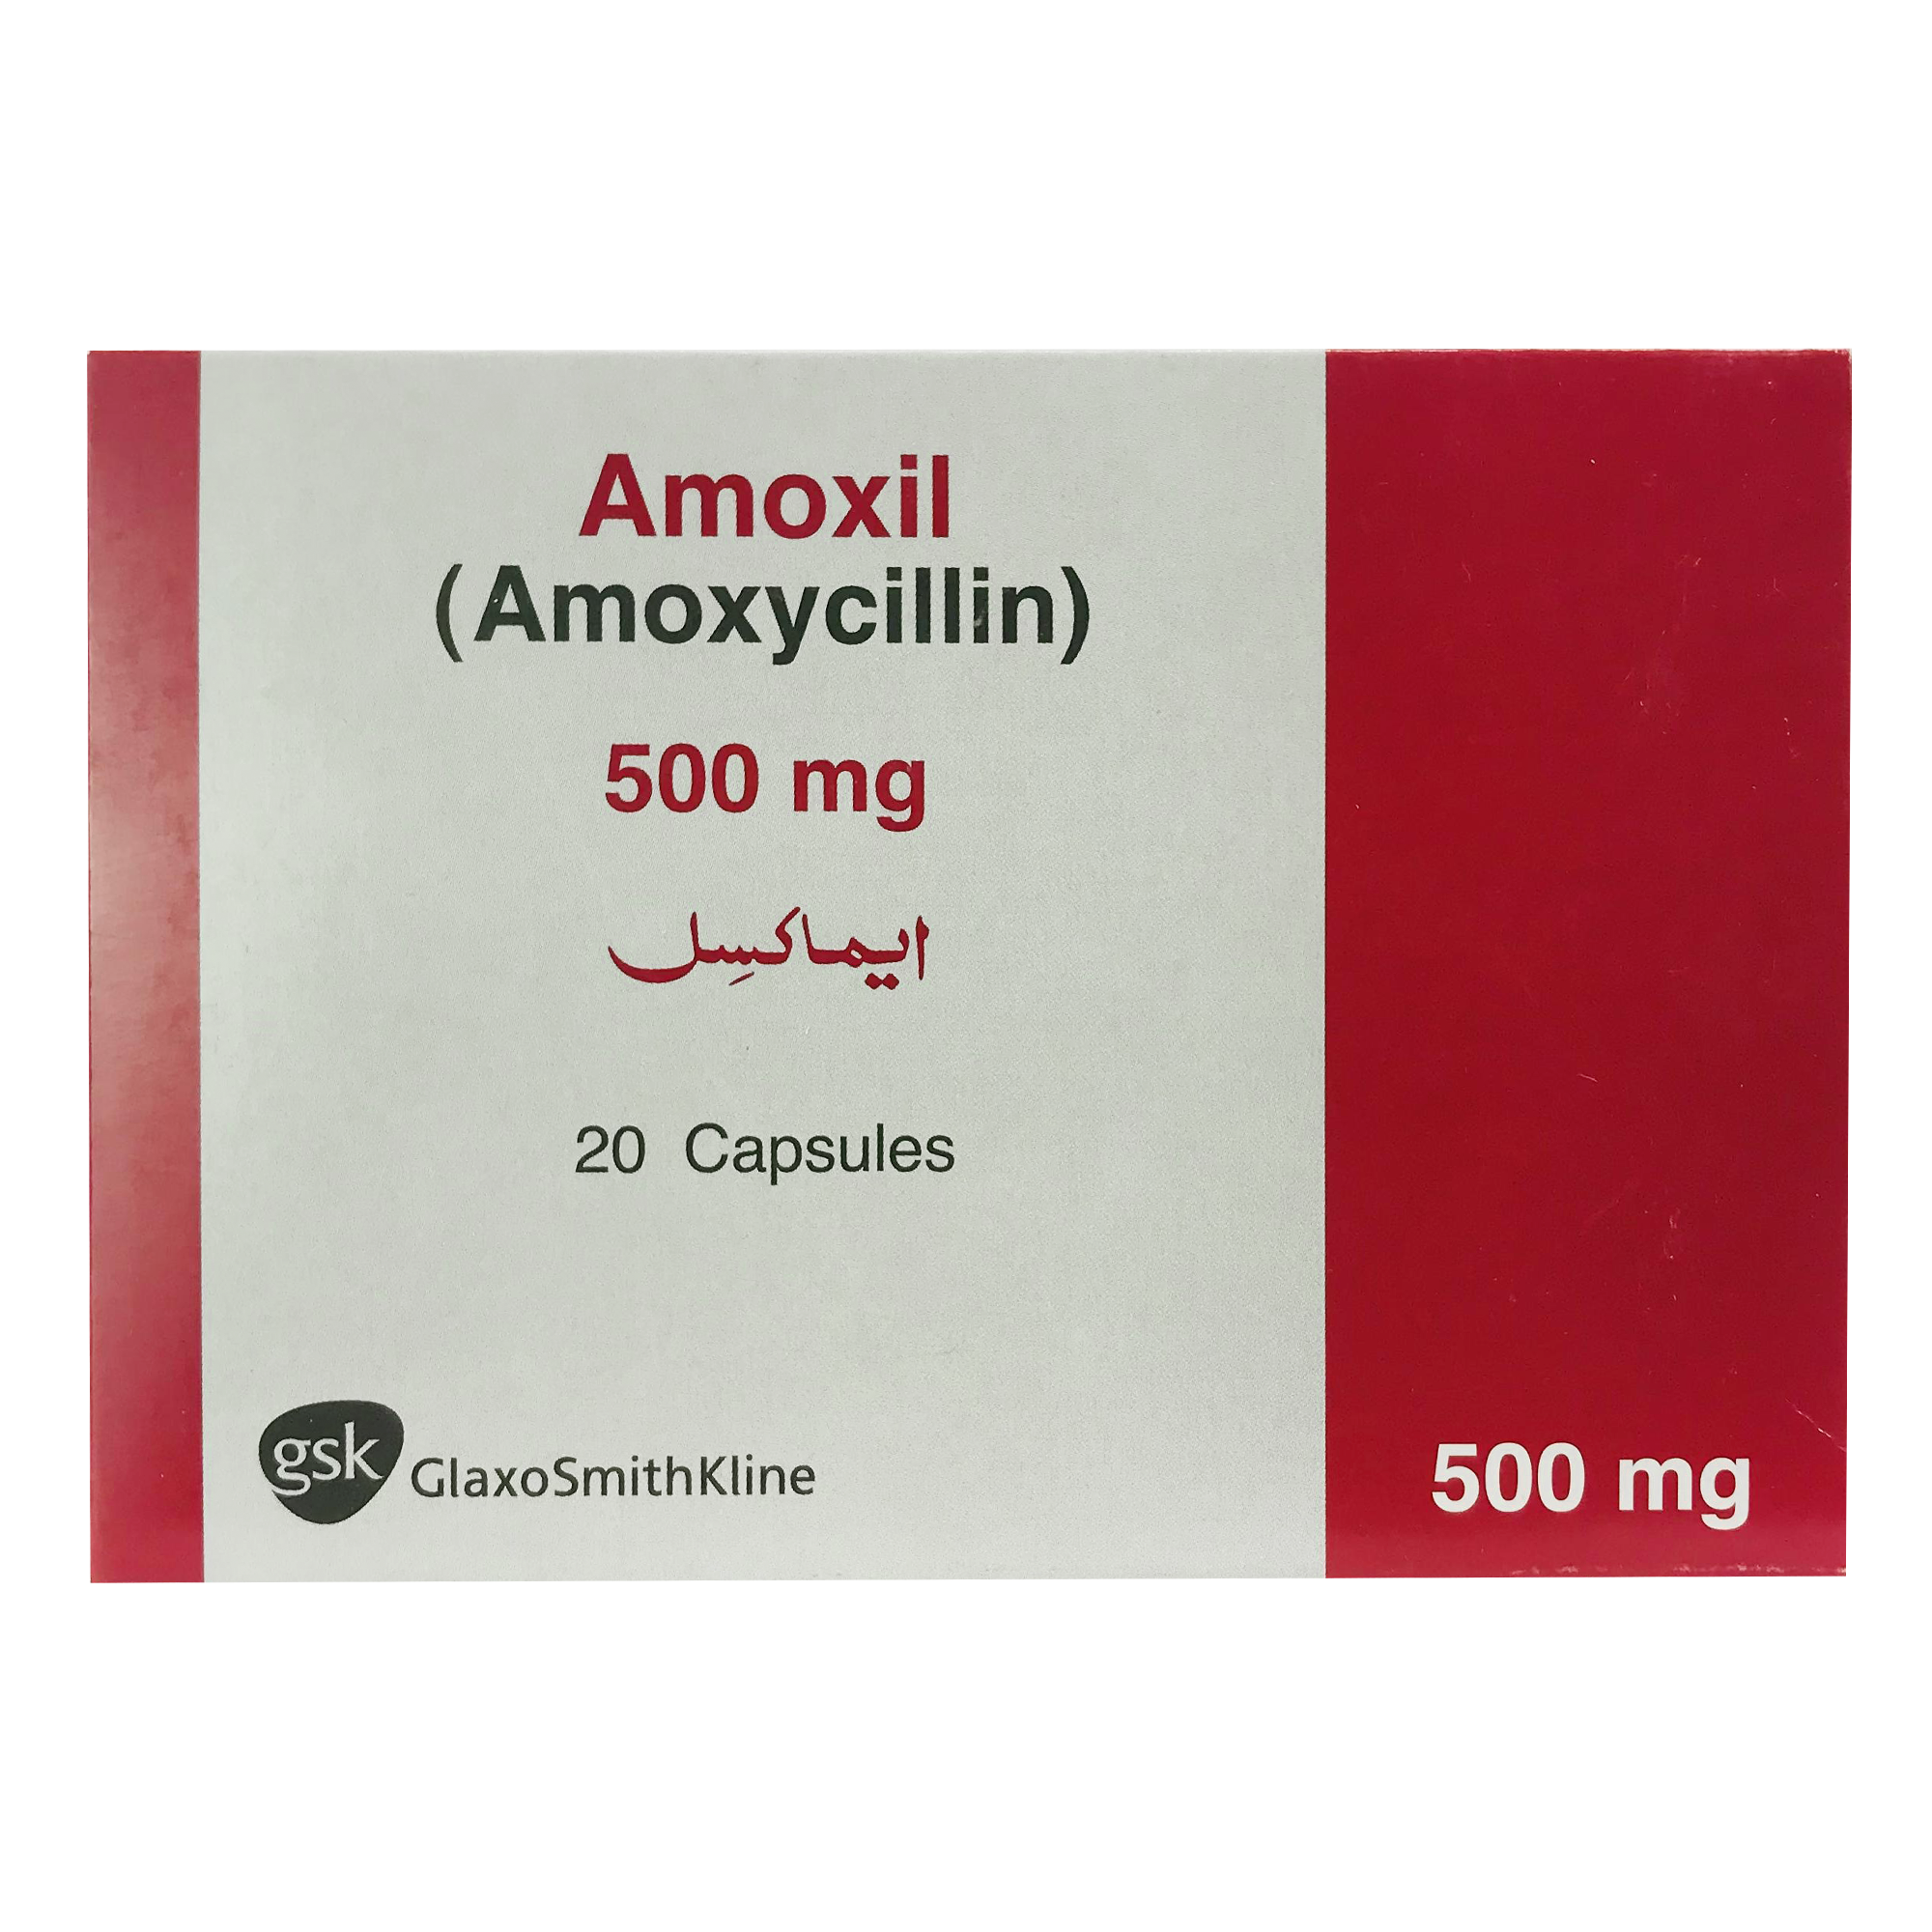 Amoxil
(Amoxycillin)
500 mg
ایماکسِل
20 Capsules
gsk GlaxoSmithKline
500 mg